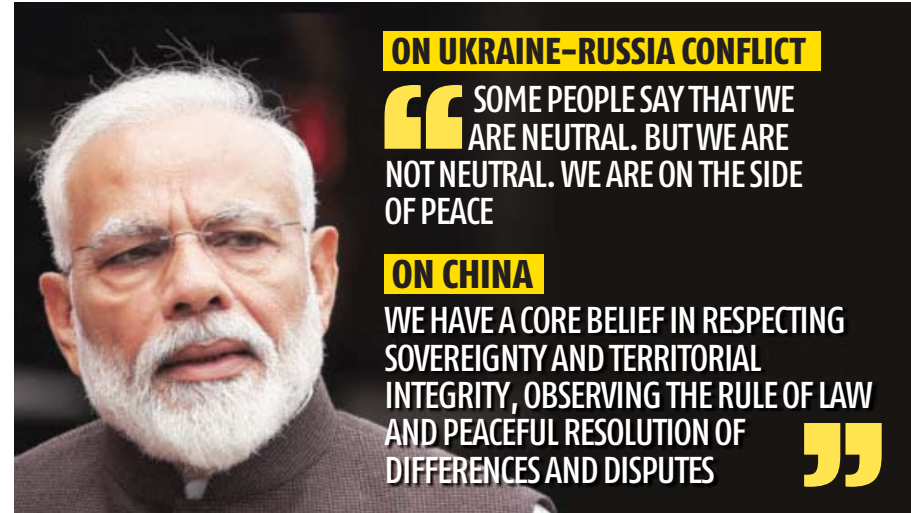 ON UKRAINE–RUSSIA CONFLICT
“SOME PEOPLE SAY THAT WE
ARE NEUTRAL. BUT WE ARE
NOT NEUTRAL. WE ARE ON THE SIDE
OF PEACE
ON CHINA
WE HAVE A CORE BELIEF IN RESPECTING
SOVEREIGNTY AND TERRITORIAL
INTEGRITY, OBSERVING THE RULE OF LAW
AND PEACEFUL RESOLUTION OF
DIFFERENCES AND DISPUTES”